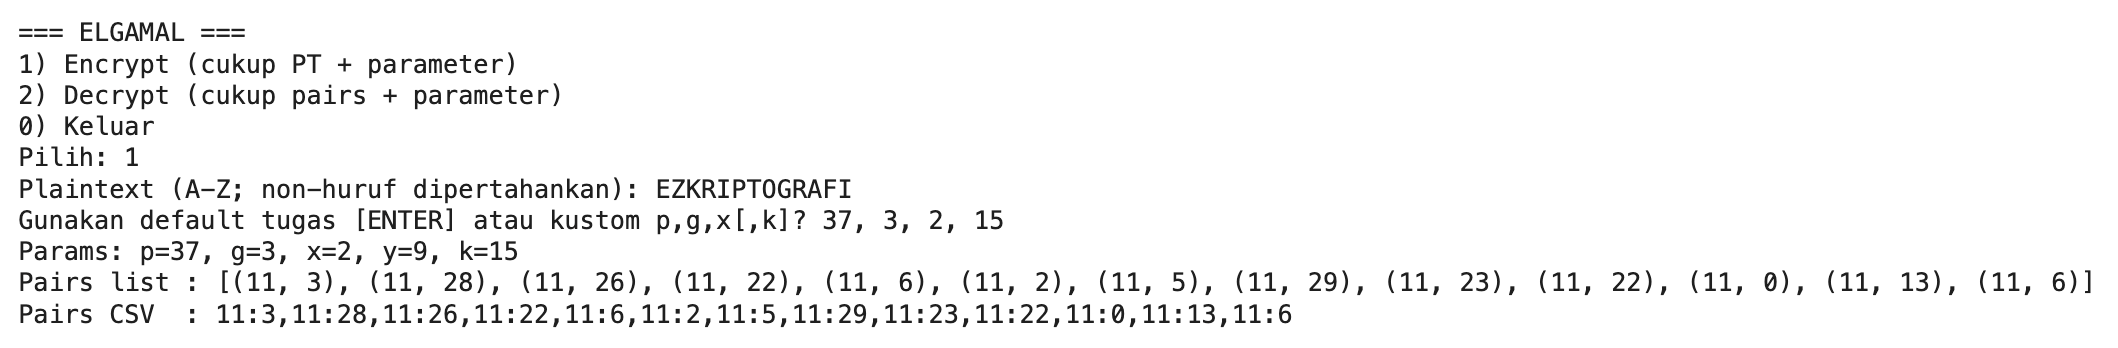 === ELGAMAL ===
1) Encrypt (cukup PT + parameter)
2) Decrypt (cukup pairs + parameter)
0) Keluar
Pilih: 1
Plaintext (A-Z; non-huruf dipertahankan): EZKRIPTOGRAFI
Gunakan default tugas [ENTER] atau kustom p,g,x[,k]? 37, 3, 2, 15
Params: p=37, g=3, x=2, y=9, k=15
Pairs list : [(11, 3), (11, 28), (11, 26), (11, 22), (11, 6), (11, 2), (11, 5), (11, 29), (11, 23), (11, 22), (11, 0), (11, 13), (11, 6)]
Pairs CSV  : 11:3,11:28,11:26,11:22,11:6,11:2,11:5,11:29,11:23,11:22,11:0,11:13,11:6